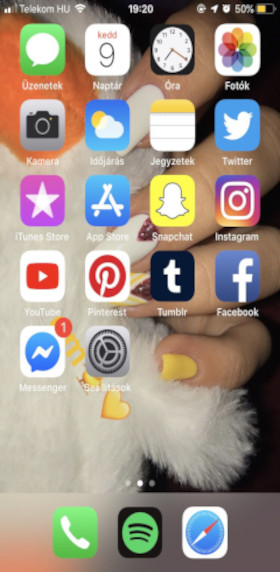 Telekom HU 19:20 50%
kedd
9
Üzenetek Naptár Óra Fotók
Kamera Időjárás Jegyzetek Twitter
iTunes Store App Store Snapchat Instagram
YouTube Pinterest Tumblr Facebook
1
Messenger Beállítások